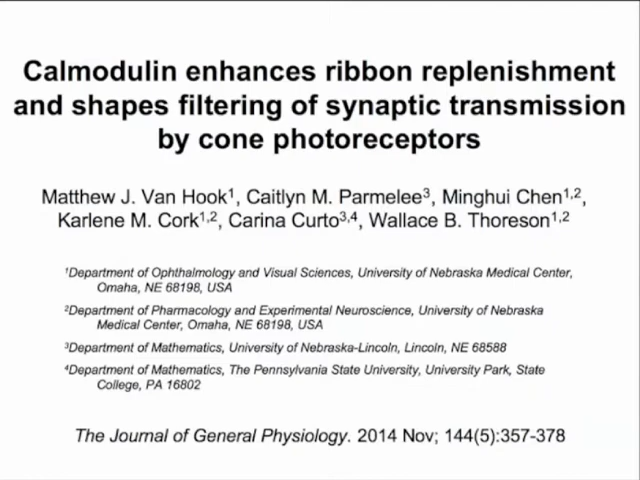 Calmodulin enhances ribbon replenishment
and shapes filtering of synaptic transmission
by cone photoreceptors
Matthew J. Van Hook¹, Caitlyn M. Parmelee³, Minghui Chen¹,²,
Karlene M. Cork¹,², Carina Curto³,⁴, Wallace B. Thoreson¹,²
¹Department of Ophthalmology and Visual Sciences, University of Nebraska Medical Center,
Omaha, NE 68198, USA
²Department of Pharmacology and Experimental Neuroscience, University of Nebraska
Medical Center, Omaha, NE 68198, USA
³Department of Mathematics, University of Nebraska-Lincoln, Lincoln, NE 68588
⁴Department of Mathematics, The Pennsylvania State University, University Park, State
College, PA 16802
The Journal of General Physiology. 2014 Nov; 144(5):357-378